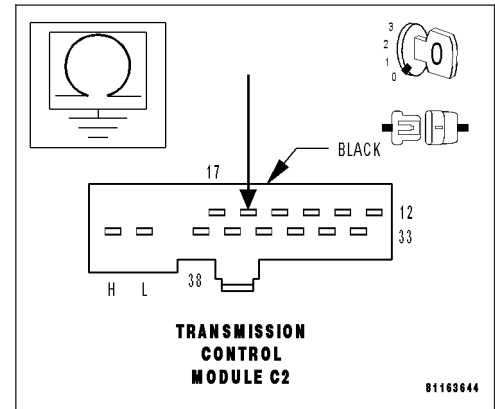 3
2
1
0
BLACK
17
12
33
38
H L
TRANSMISSION
CONTROL
MODULE C2
81163644